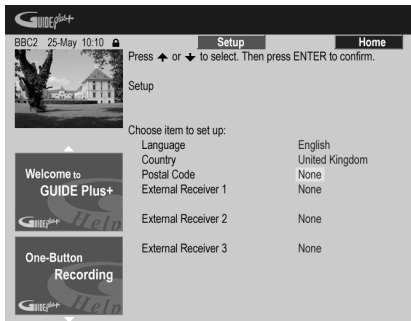 GUIDE Plus+
BBC2 25-May 10:10 Setup Home
Press or to select. Then press ENTER to confirm.
Setup
Choose item to set up:
Language English
Country United Kingdom
Postal Code None
External Receiver 1 None
External Receiver 2 None
External Receiver 3 None
Welcome to
GUIDE Plus+
GUIDE Plus+ Help
One-Button
Recording
GUIDE Plus+ Help